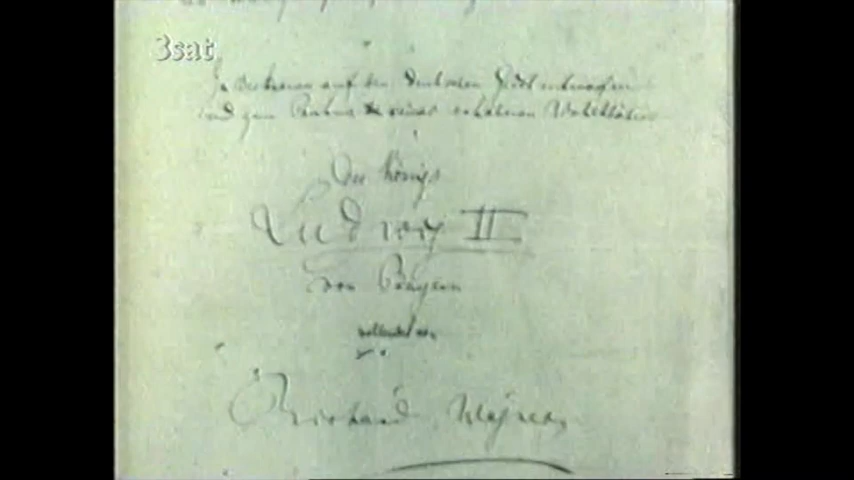 3sat
Im Vertrauen auf den deutschen Geist entworfen
und zum Ruhme seines erhabenen Wohlthäters
des Königs
Ludwig II
von Bayern
vollendet von
Richard Wagner